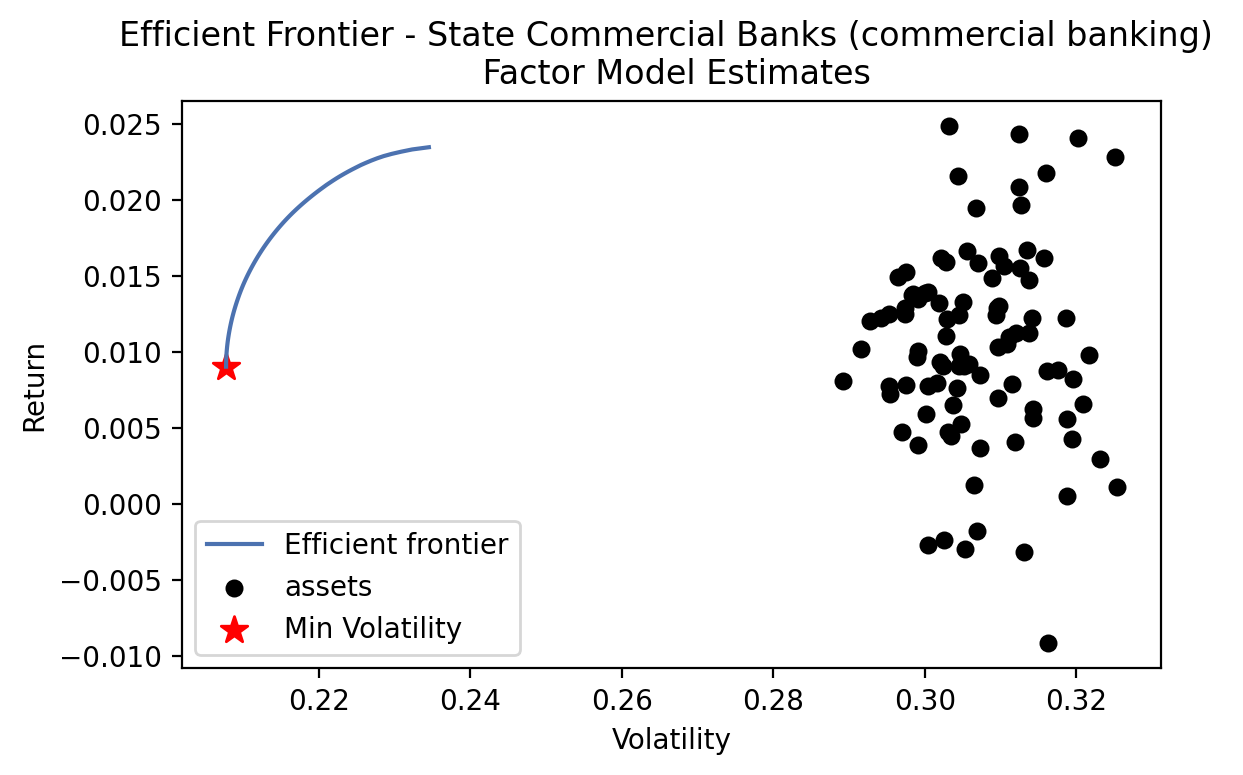 Efficient Frontier - State Commercial Banks (commercial banking)
Factor Model Estimates
0.025
0.020
0.015
0.010
0.005
0.000
−0.005
−0.010
Return
Efficient frontier
assets
Min Volatility
0.22 0.24 0.26 0.28 0.30 0.32
Volatility